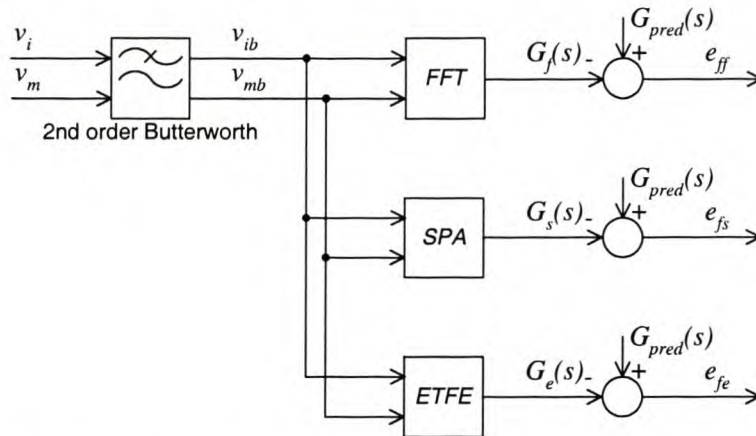 v_i
v_m
v_ib
v_mb
2nd order Butterworth
FFT
G_f(s) -
G_pred(s)
+
e_ff
SPA
G_s(s) -
G_pred(s)
+
e_fs
ETFE
G_e(s) -
G_pred(s)
+
e_fe